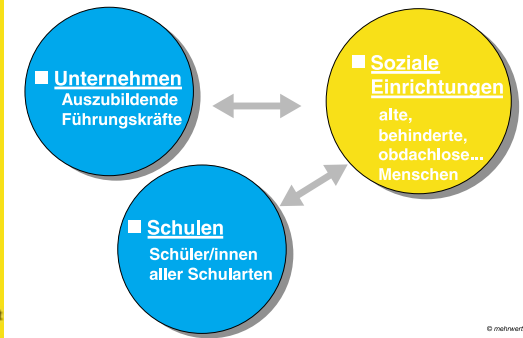 Unternehmen
Auszubildende
Führungskräfte
Soziale
Einrichtungen
alte,
behinderte,
obdachlose...
Menschen
Schulen
Schüler/innen
aller Schularten
t
© mehrwert